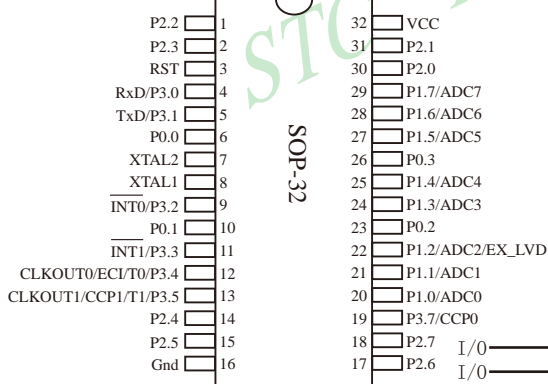 P2.2 1 32 VCC
P2.3 2 31 P2.1
RST 3 30 P2.0
RxD/P3.0 4 29 P1.7/ADC7
TxD/P3.1 5 28 P1.6/ADC6
P0.0 6 27 P1.5/ADC5
XTAL2 7 26 P0.3
XTAL1 8 25 P1.4/ADC4
INT0/P3.2 9 24 P1.3/ADC3
P0.1 10 23 P0.2
INT1/P3.3 11 22 P1.2/ADC2/EX_LVD
CLKOUT0/ECI/T0/P3.4 12 21 P1.1/ADC1
CLKOUT1/CCP1/T1/P3.5 13 20 P1.0/ADC0
P2.4 14 19 P3.7/CCP0
P2.5 15 18 P2.7
Gnd 16 17 P2.6
SOP-32
STC
I/0
I/0